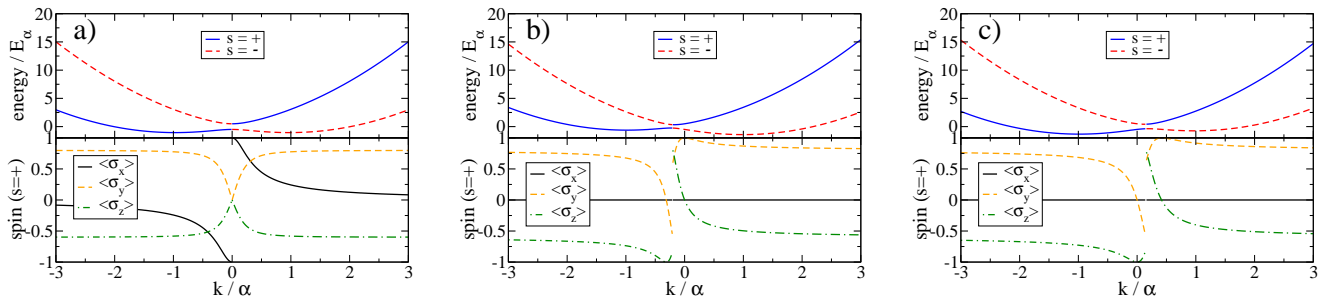 a)
energy / E_α
20
15
10
5
0
s = +
s = -
spin (s=+)
1
0.5
0
-0.5
-1
<σ_x>
<σ_y>
<σ_z>
-3 -2 -1 0 1 2 3
k / α
b)
energy / E_α
20
15
10
5
0
s = +
s = -
spin (s=+)
1
0.5
0
-0.5
-1
<σ_x>
<σ_y>
<σ_z>
-3 -2 -1 0 1 2 3
k / α
c)
energy / E_α
20
15
10
5
0
s = +
s = -
spin (s=+)
1
0.5
0
-0.5
-1
<σ_x>
<σ_y>
<σ_z>
-3 -2 -1 0 1 2 3
k / α